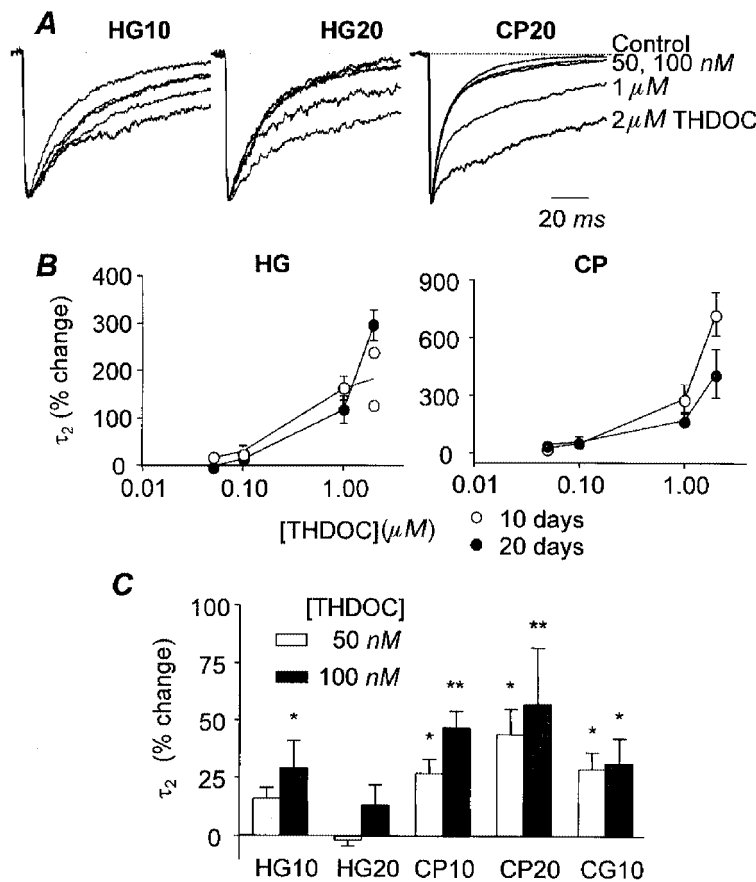 A
HG10
HG20
CP20
Control
50, 100 nM
1 μM
2 μM THDOC
20 ms
B
HG
CP
τ₂ (% change)
400
300
200
100
0
0.01
0.10
1.00
900
600
300
0
0.01
0.10
1.00
[THDOC](μM)
10 days
20 days
C
[THDOC]
50 nM
100 nM
τ₂ (% change)
100
75
50
25
0
*
*
**
*
**
*
*
HG10
HG20
CP10
CP20
CG10